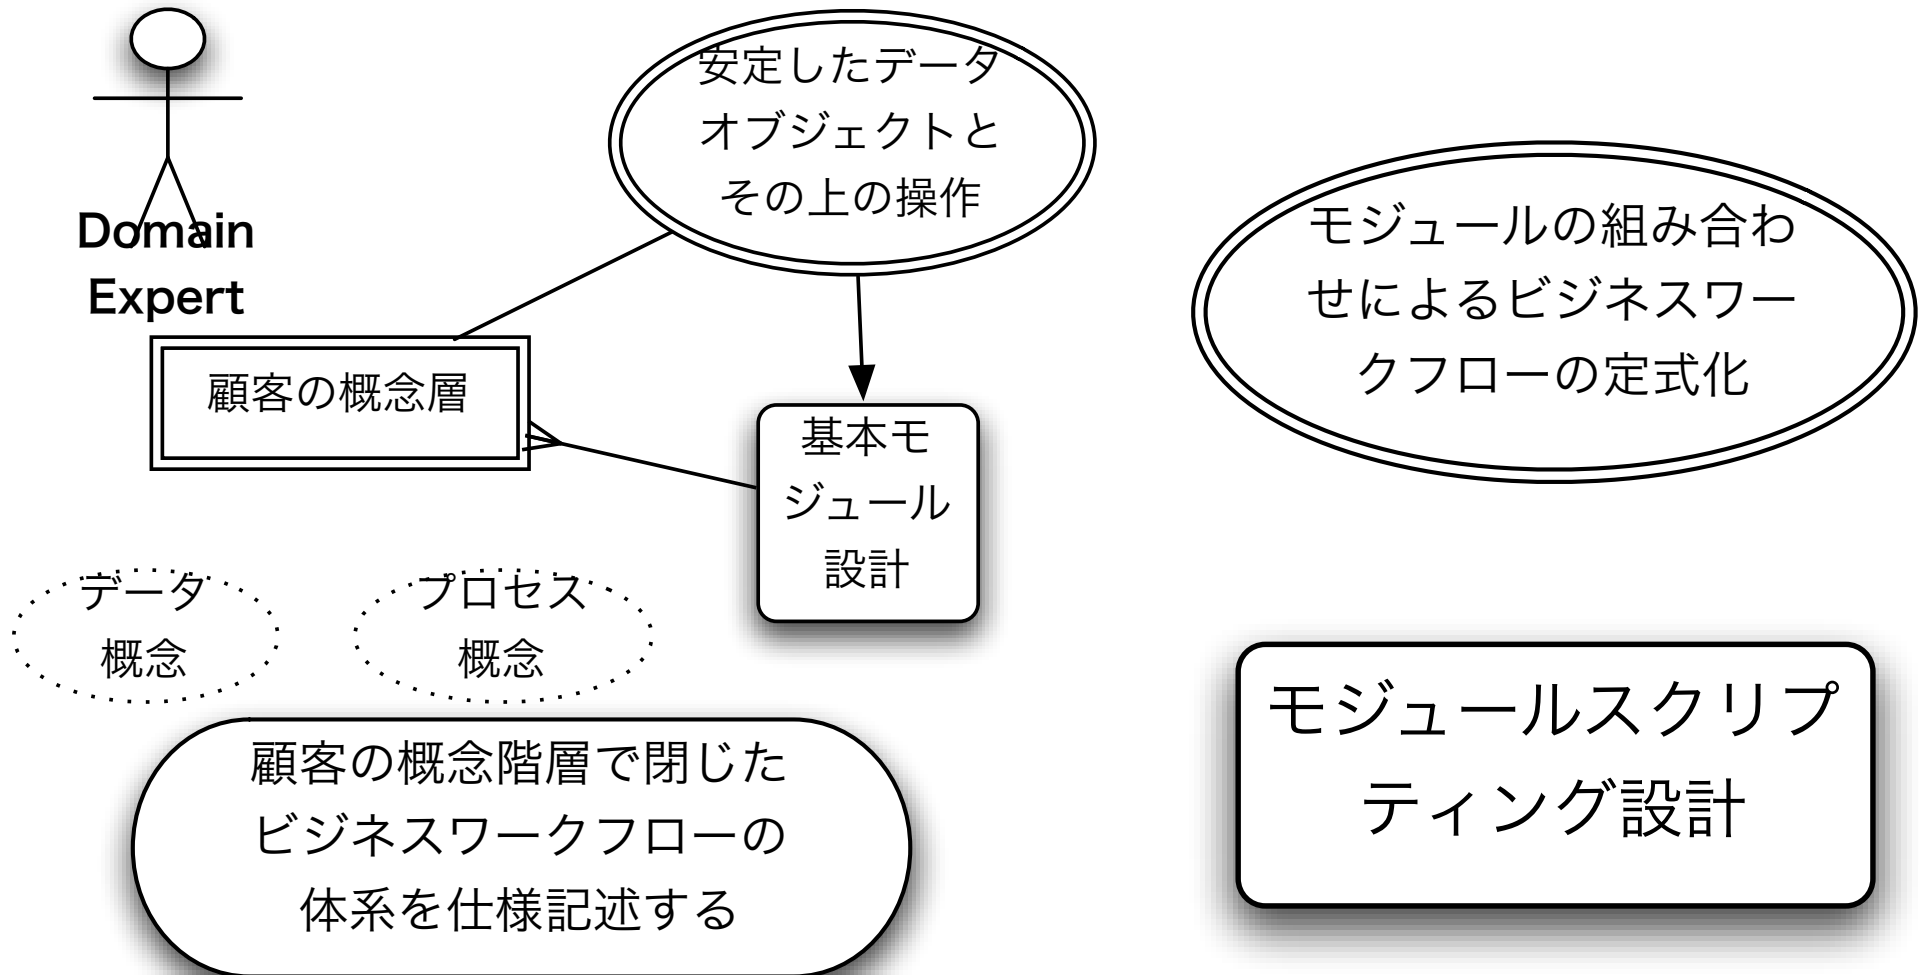 Domain
Expert
安定したデータ
オブジェクトと
その上の操作
顧客の概念層
基本モ
ジュール
設計
データ
概念
プロセス
概念
顧客の概念階層で閉じた
ビジネスワークフローの
体系を仕様記述する
モジュールの組み合わ
せによるビジネスワー
クフローの定式化
モジュールスクリプ
ティング設計